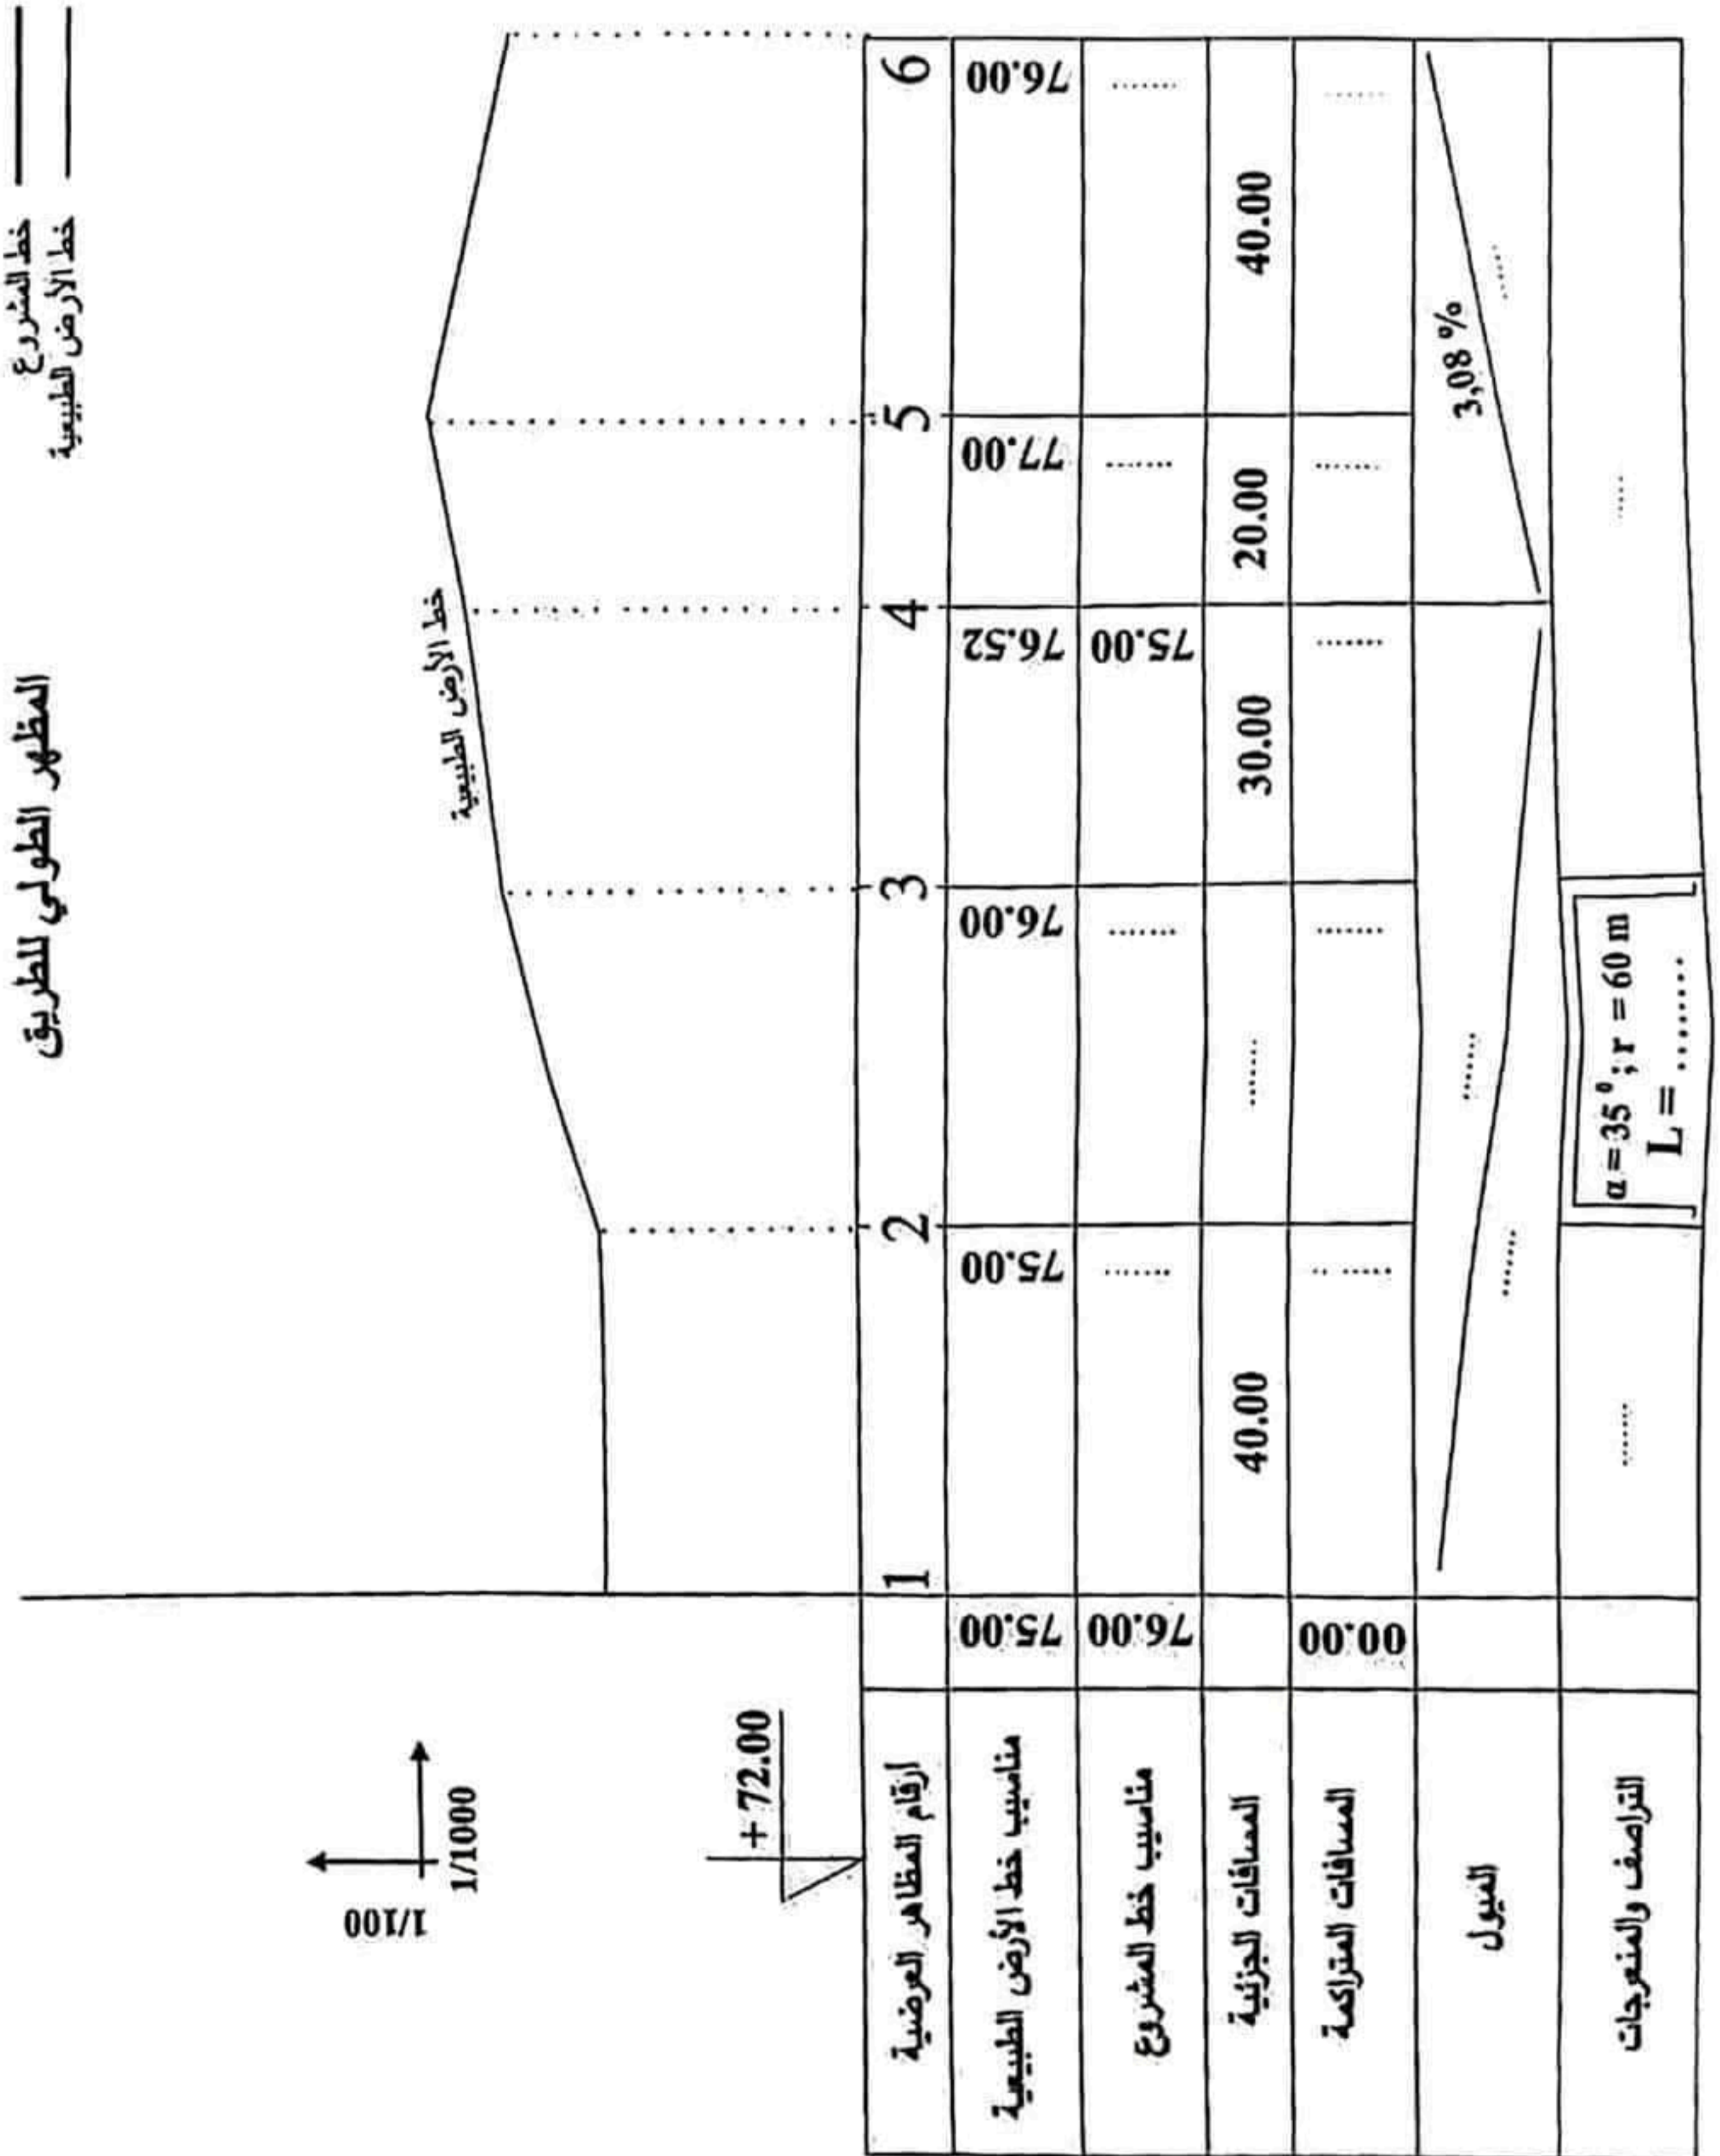 المظهر الطولي للطريق
خط المشروع
خط الأرض الطبيعية
1/100
1/1000
خط الأرض الطبيعية
+ 72.00
أرقام المظاهر العرضية 1 2 3 4 5 6
مناسيب خط الأرض الطبيعية 75.00 75.00 76.00 76.52 77.00 76.00
مناسيب خط المشروع 76.00 ...... ...... 75.00 ...... ......
المسافات الجزئية 40.00 ...... 30.00 20.00 40.00
المسافات المتراكمة 00.00 ...... ...... ...... ...... ......
الميول ...... ...... 3,08 % ......
التراصف والمنعرجات ...... ......
α = 35 ⁰ ; r = 60 m
L = ........